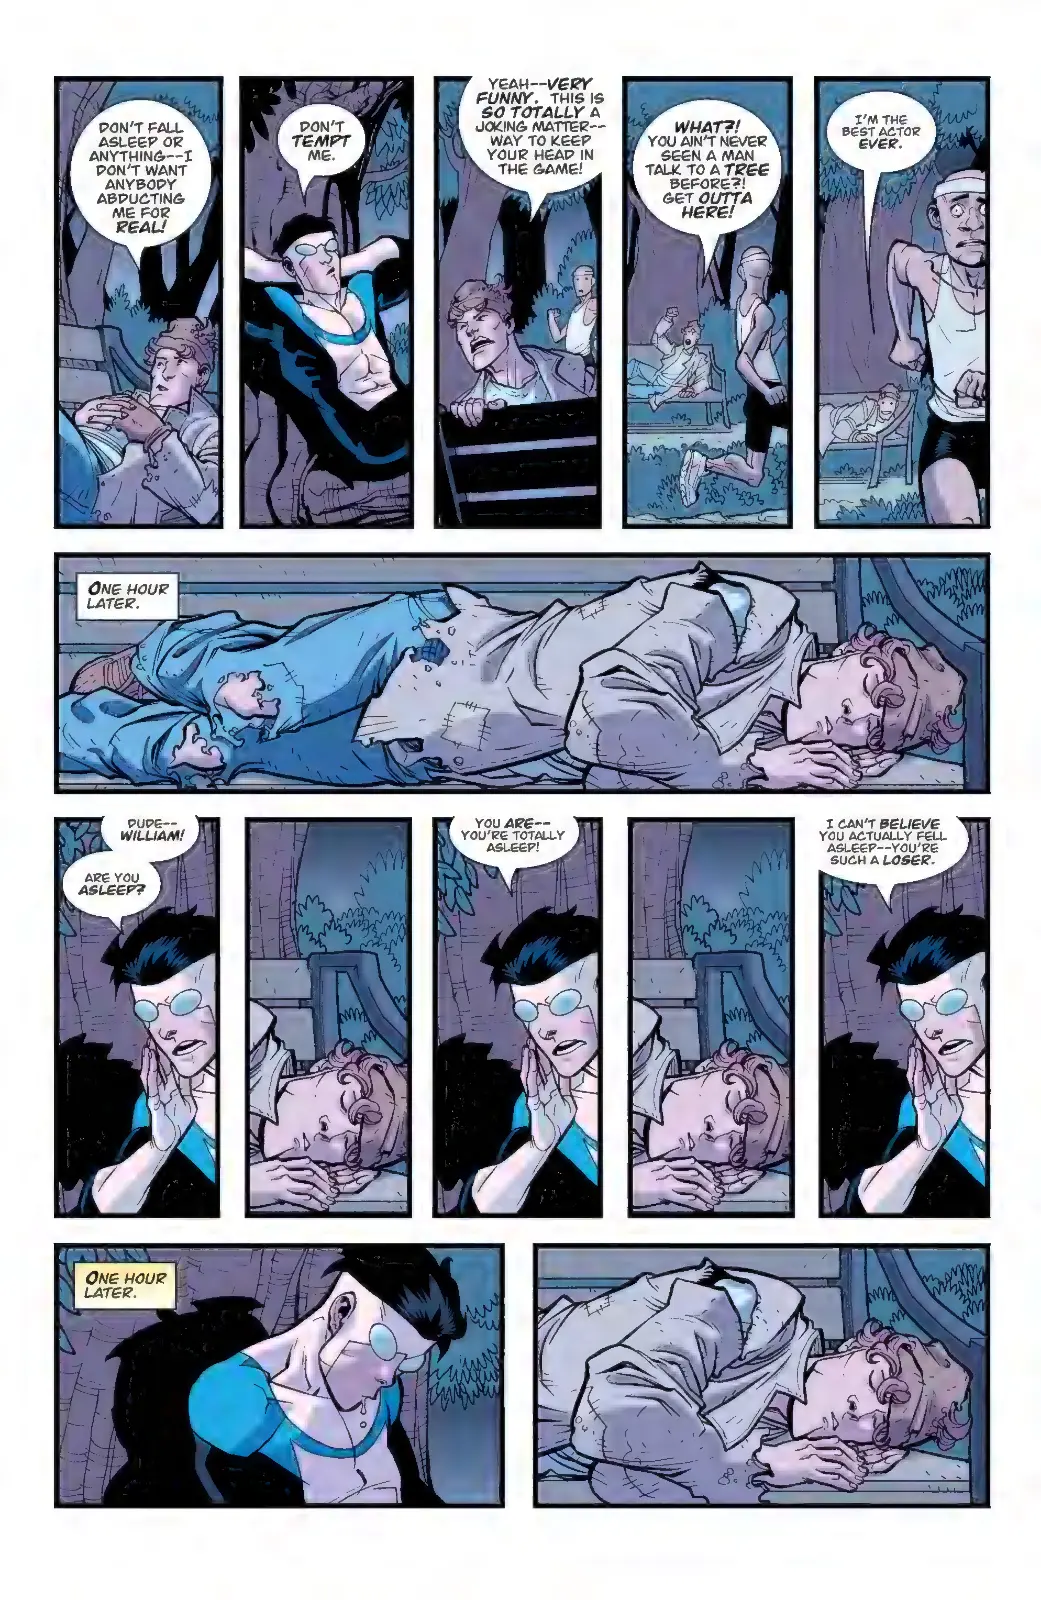 DON'T FALL
ASLEEP OR
ANYTHING--I
DON'T WANT
ANYBODY
ABDUCTING
ME FOR
REAL!
DON'T
TEMPT
ME.
YEAH--VERY
FUNNY. THIS IS
SO TOTALLY A
JOKING MATTER--
WAY TO KEEP
YOUR HEAD IN
THE GAME!
WHAT?!
YOU AIN'T NEVER
SEEN A MAN
TALK TO A TREE
BEFORE?!
GET OUTTA
HERE!
I'M THE
BEST ACTOR
EVER.
ONE HOUR
LATER.
DUDE--
WILLIAM!
ARE YOU
ASLEEP?
YOU ARE--
YOU'RE TOTALLY
ASLEEP!
I CAN'T BELIEVE
YOU ACTUALLY FELL
ASLEEP--YOU'RE
SUCH A LOSER.
ONE HOUR
LATER.